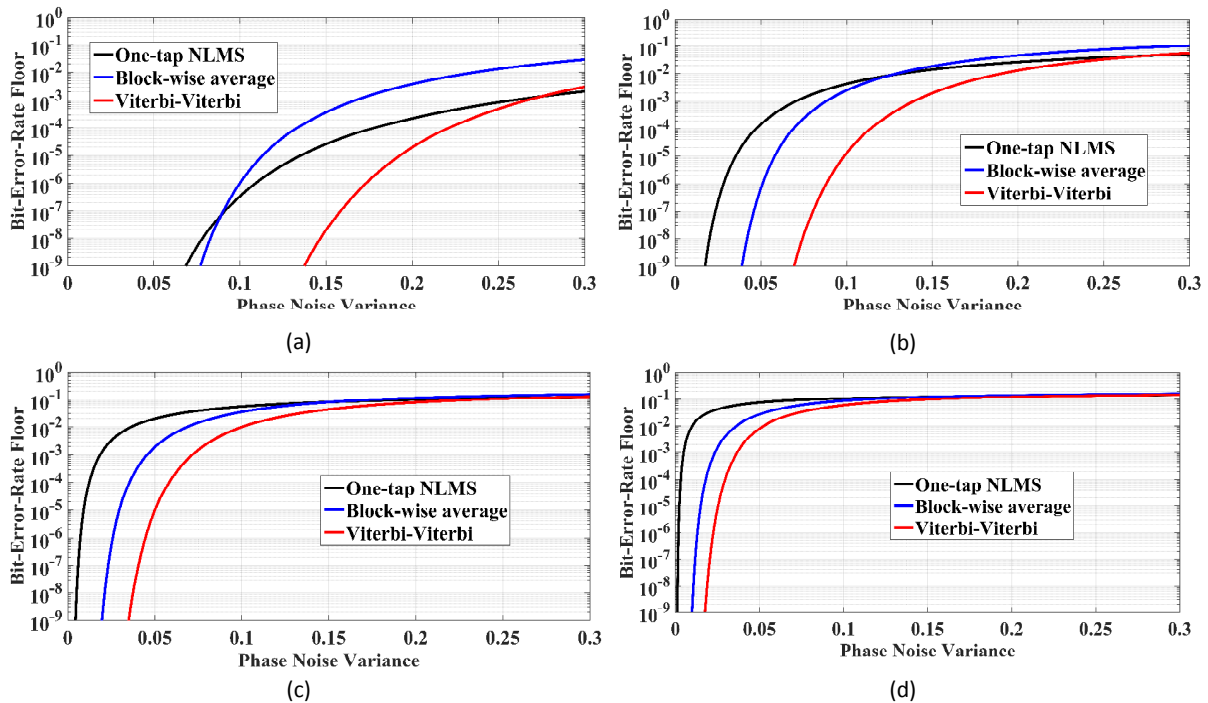 10^0
10^-1
10^-2
10^-3
10^-4
10^-5
10^-6
10^-7
10^-8
10^-9
Bit-Error-Rate Floor
One-tap NLMS
Block-wise average
Viterbi-Viterbi
0 0.05 0.1 0.15 0.2 0.25 0.3
Phase Noise Variance
(a)
10^0
10^-1
10^-2
10^-3
10^-4
10^-5
10^-6
10^-7
10^-8
10^-9
Bit-Error-Rate Floor
One-tap NLMS
Block-wise average
Viterbi-Viterbi
0 0.05 0.1 0.15 0.2 0.25 0.3
Phase Noise Variance
(b)
10^0
10^-1
10^-2
10^-3
10^-4
10^-5
10^-6
10^-7
10^-8
10^-9
Bit-Error-Rate Floor
One-tap NLMS
Block-wise average
Viterbi-Viterbi
0 0.05 0.1 0.15 0.2 0.25 0.3
Phase Noise Variance
(c)
10^0
10^-1
10^-2
10^-3
10^-4
10^-5
10^-6
10^-7
10^-8
10^-9
Bit-Error-Rate Floor
One-tap NLMS
Block-wise average
Viterbi-Viterbi
0 0.05 0.1 0.15 0.2 0.25 0.3
Phase Noise Variance
(d)